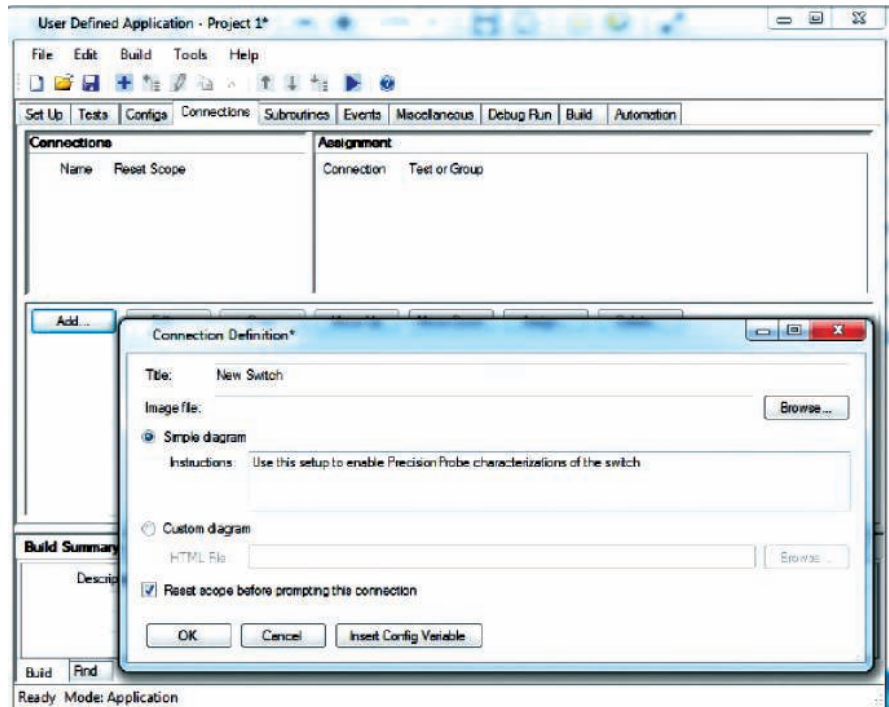 User Defined Application - Project 1*
File Edit Build Tools Help
Set Up Tests Configs Connections Subroutines Events Miscellaneous Debug Run Build Automation
Connections
Assignment
Name Reset Scope
Connection Test or Group
Add...
Connection Definition*
Title: New Switch
Image file:
Browse...
Simple diagram
Instructions: Use this setup to enable Precision Probe characterizations of the switch
Custom diagram
HTML File
Browse...
Reset scope before prompting this connection
OK Cancel Insert Config Variable
Build Summary
Descrip
Build Find
Ready Mode: Application